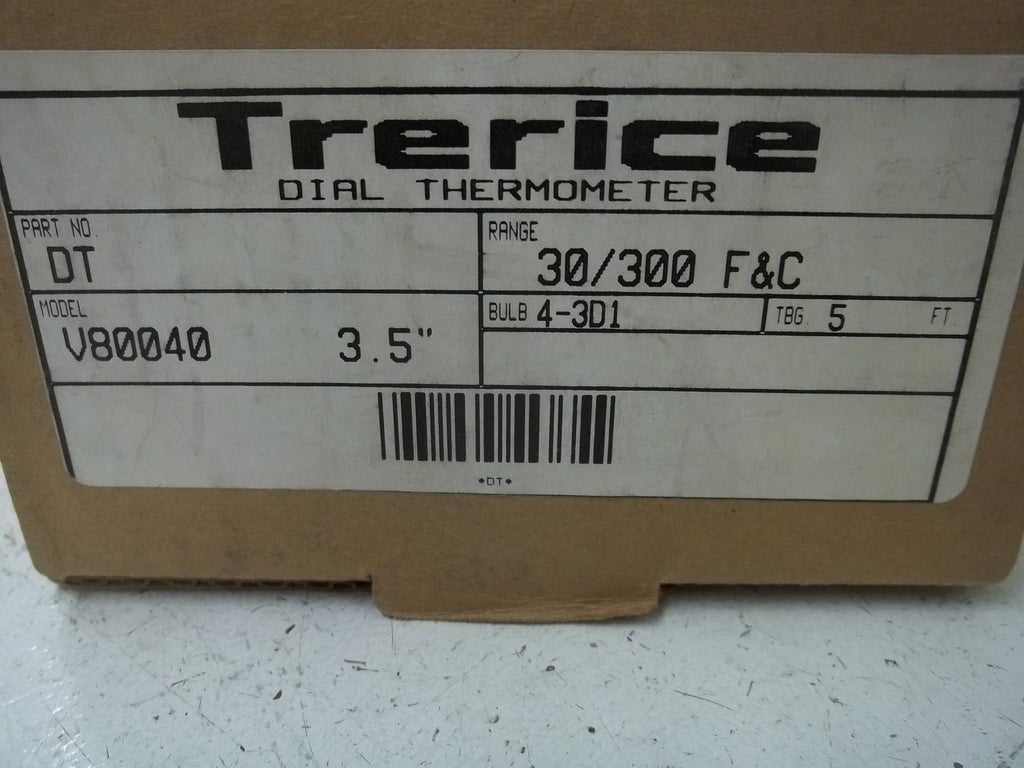 Trerice
DIAL THERMOMETER
PART NO.
DT
RANGE
30/300 F&C
MODEL
V80040 3.5"
BULB 4-3D1
TBG. 5 FT.
*DT*